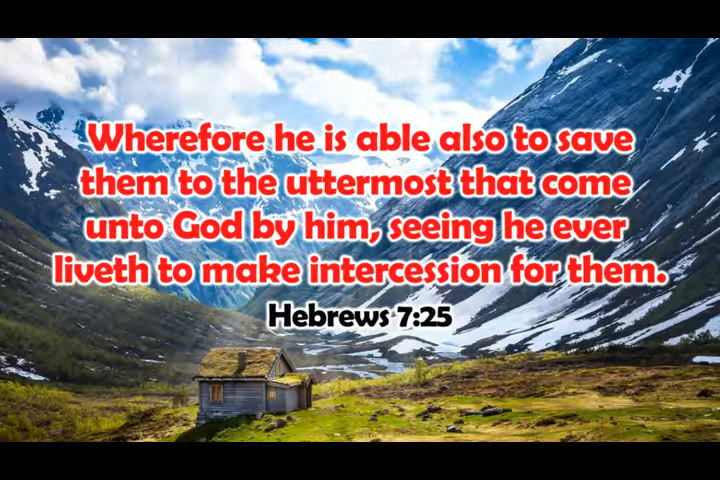 Wherefore he is able also to save
them to the uttermost that come
unto God by him, seeing he ever
liveth to make intercession for them.
Hebrews 7:25